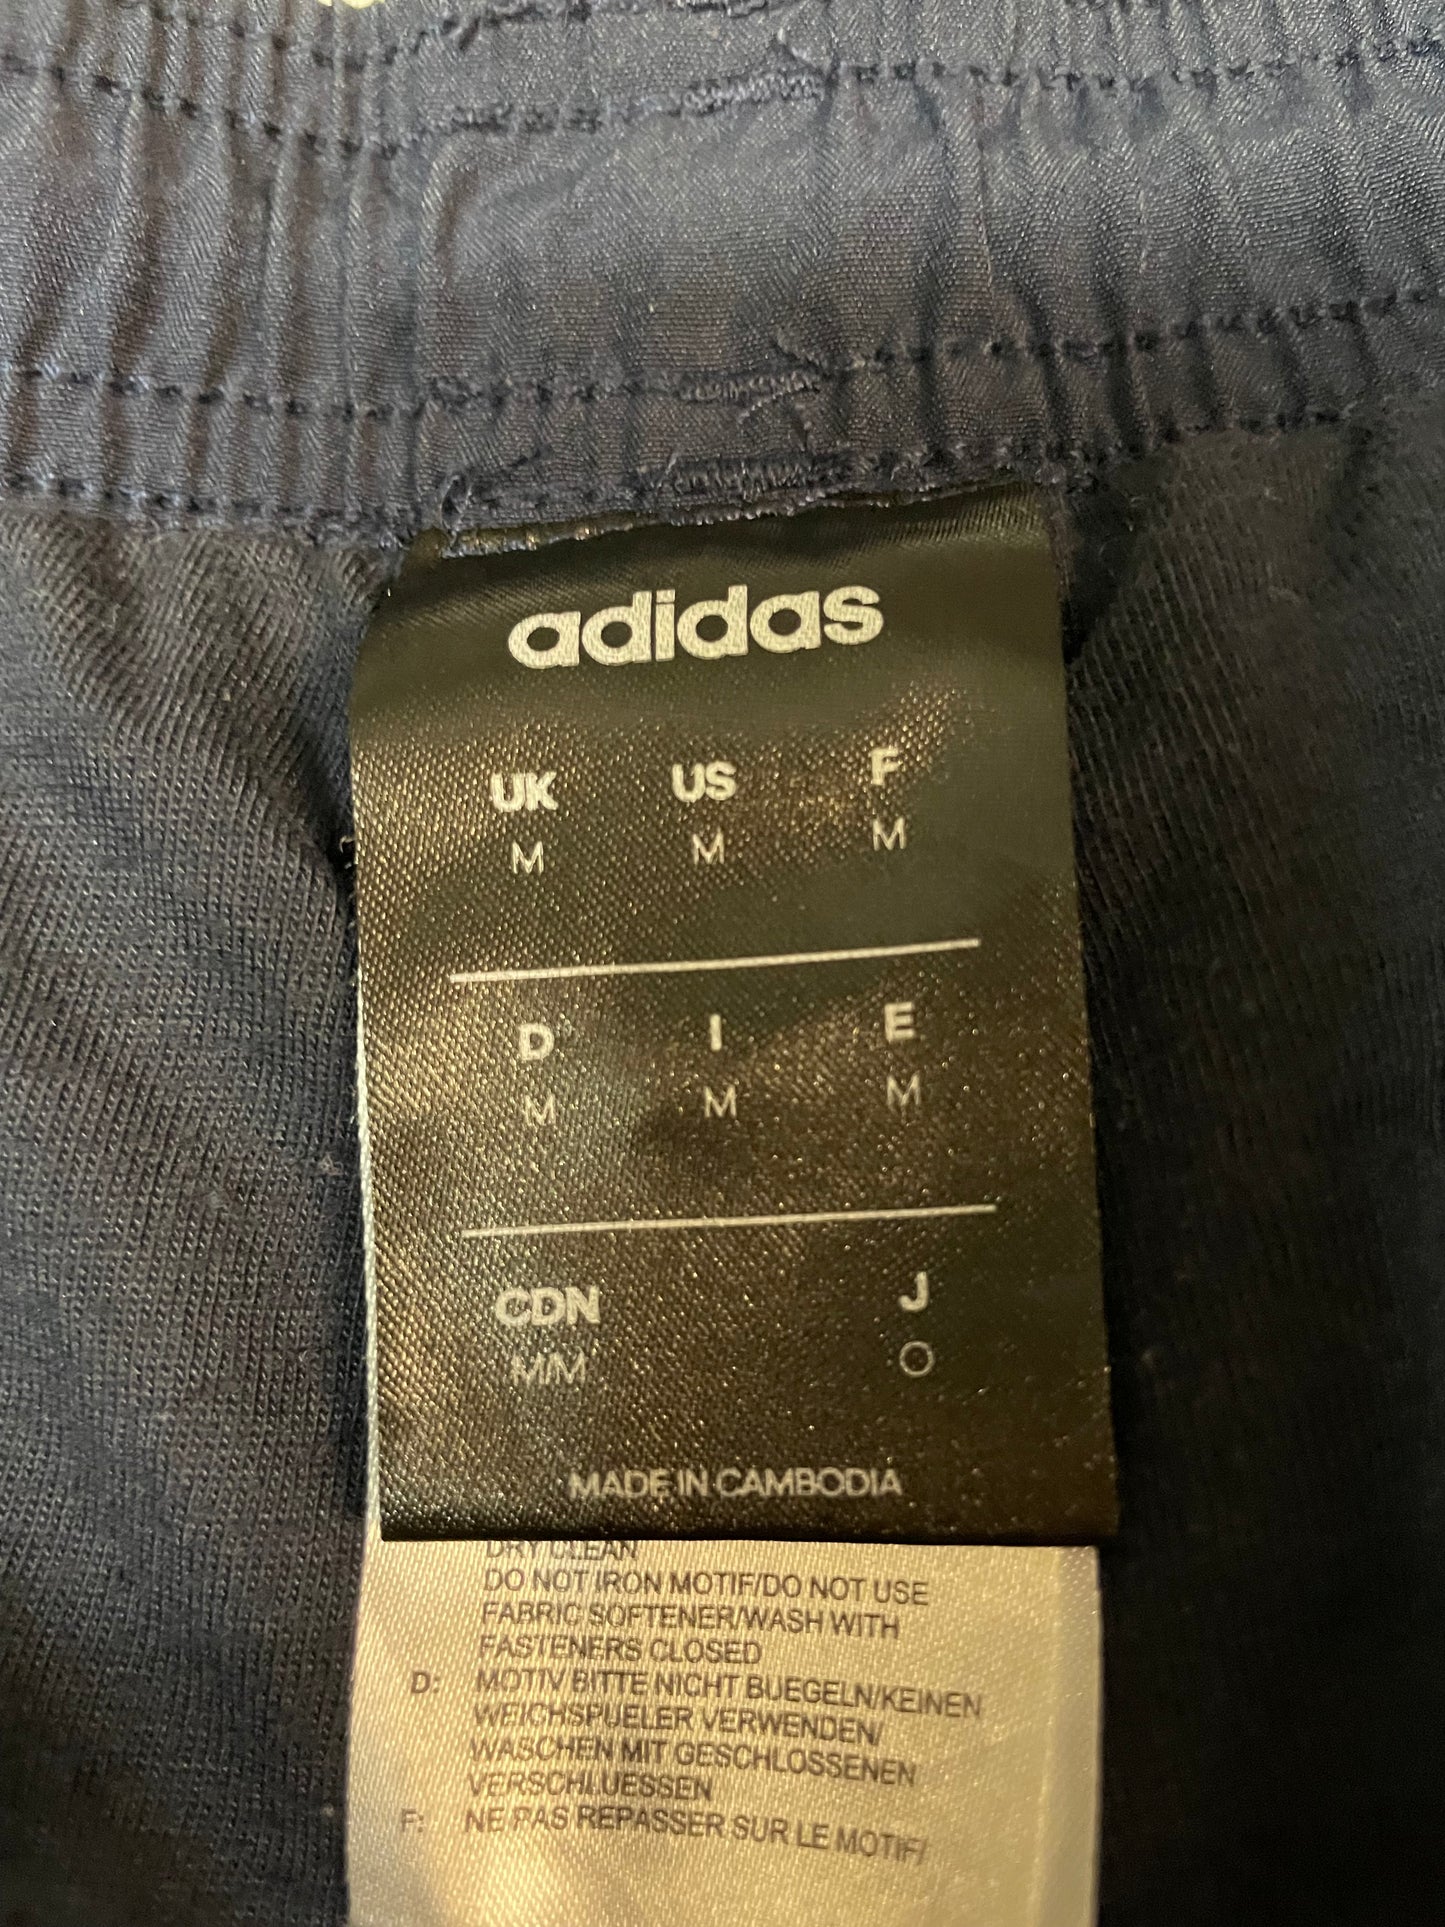 adidas
UK US F
M M M
D I E
M M M
CDN J
M/M O
MADE IN CAMBODIA
DRY CLEAN
DO NOT IRON MOTIF/DO NOT USE
FABRIC SOFTENER/WASH WITH
FASTENERS CLOSED
D: MOTIV BITTE NICHT BUEGELN/KEINEN
WEICHSPUELER VERWENDEN/
WASCHEN MIT GESCHLOSSENEN
VERSCHLUESSEN
F: NE PAS REPASSER SUR LE MOTIF/